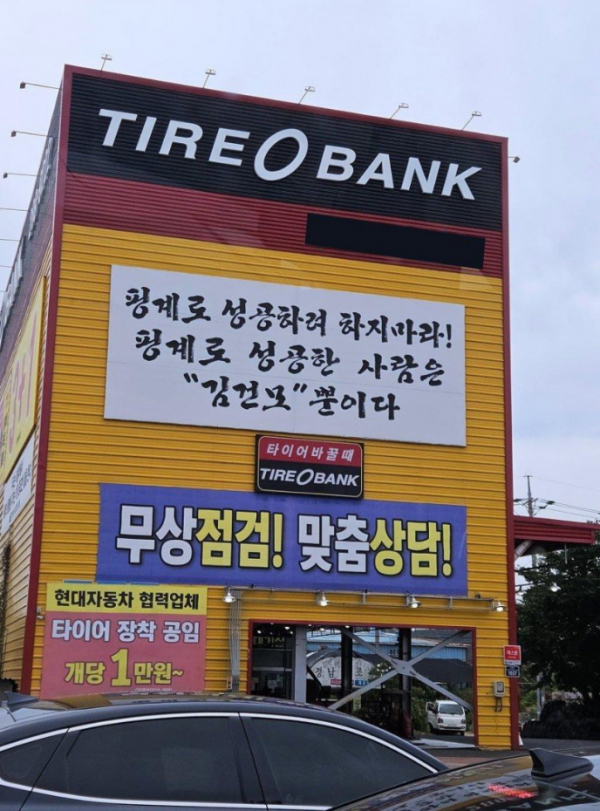 TIRE BANK
핑계로 성공하려 하지마라!
핑계로 성공한 사람은
"김건모"뿐이다
타이어바꿀때
TIRE BANK
무상점검! 맞춤상담!
현대자동차 협력업체
타이어 장착 공임
개당 1만원~